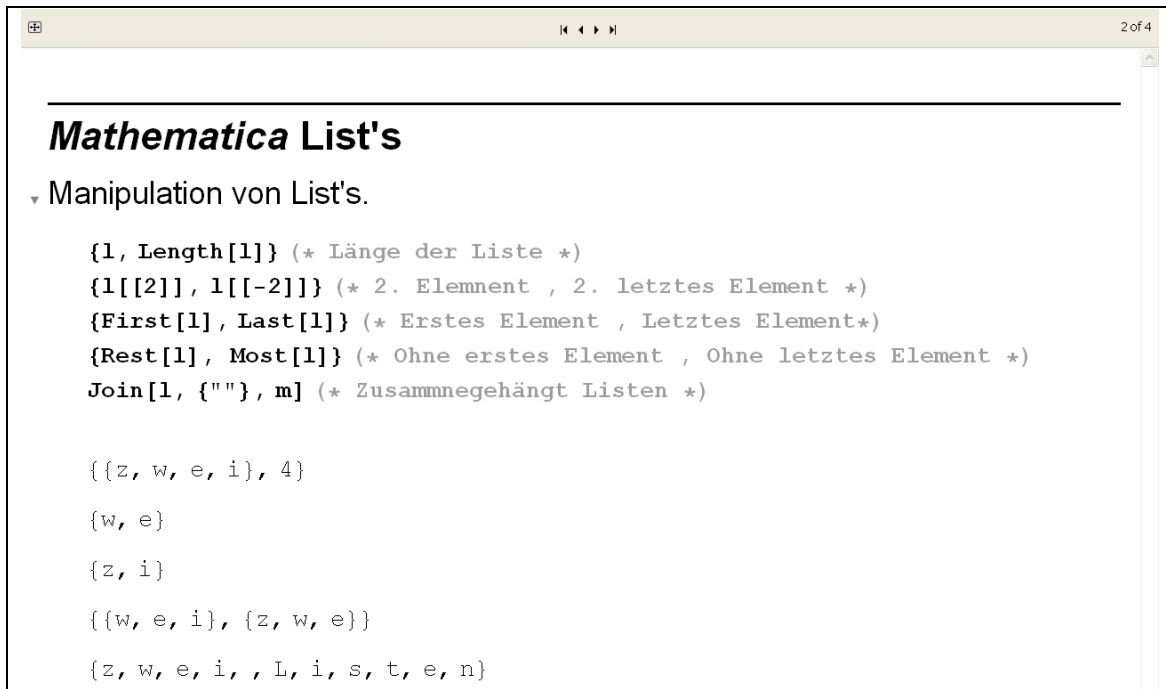 2 of 4
Mathematica List's
Manipulation von List's.
{l, Length[l]} (* Länge der Liste *)
{l[[2]], l[[-2]]} (* 2. Elemnent , 2. letztes Element *)
{First[l], Last[l]} (* Erstes Element , Letztes Element*)
{Rest[l], Most[l]} (* Ohne erstes Element , Ohne letztes Element *)
Join[l, {""}, m] (* Zusammnegehängt Listen *)
{{z, w, e, i}, 4}
{w, e}
{z, i}
{{w, e, i}, {z, w, e}}
{z, w, e, i, , L, i, s, t, e, n}